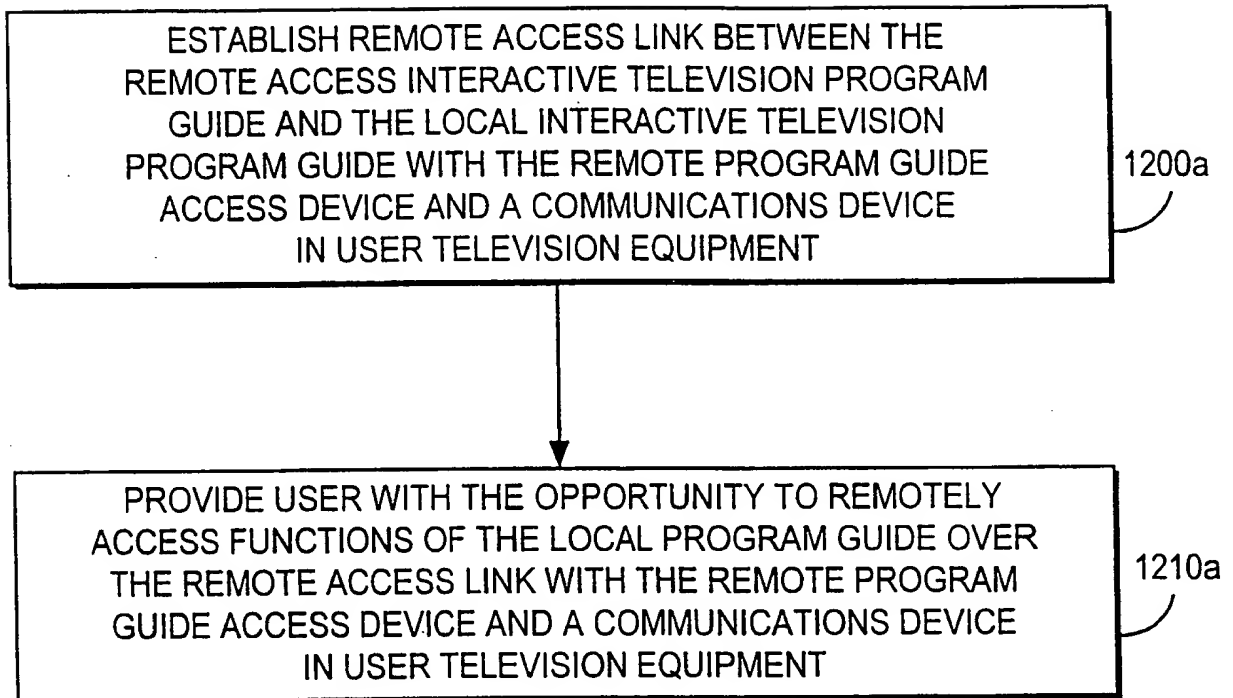 ESTABLISH REMOTE ACCESS LINK BETWEEN THE
REMOTE ACCESS INTERACTIVE TELEVISION PROGRAM
GUIDE AND THE LOCAL INTERACTIVE TELEVISION
PROGRAM GUIDE WITH THE REMOTE PROGRAM GUIDE
ACCESS DEVICE AND A COMMUNICATIONS DEVICE
IN USER TELEVISION EQUIPMENT
1200a
PROVIDE USER WITH THE OPPORTUNITY TO REMOTELY
ACCESS FUNCTIONS OF THE LOCAL PROGRAM GUIDE OVER
THE REMOTE ACCESS LINK WITH THE REMOTE PROGRAM
GUIDE ACCESS DEVICE AND A COMMUNICATIONS DEVICE
IN USER TELEVISION EQUIPMENT
1210a